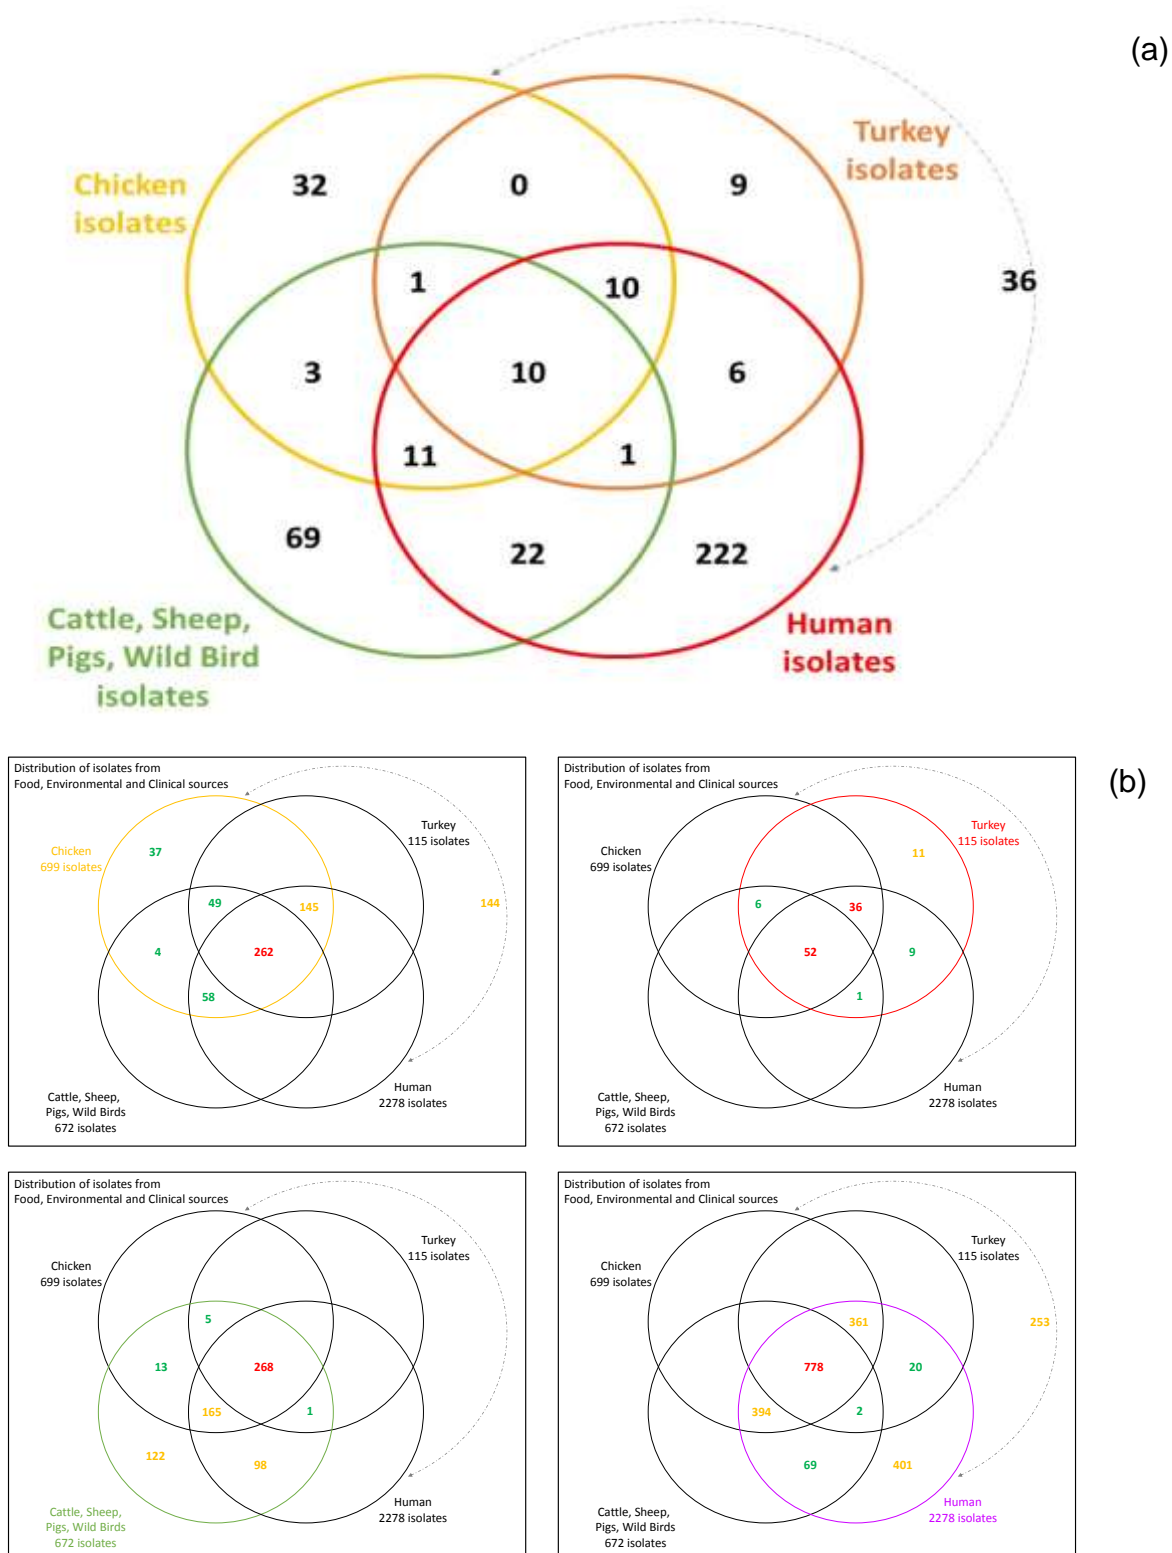 (a)
Turkey
isolates
Chicken
isolates
32
0
9
1
10
36
3
10
6
11
1
69
22
222
Cattle, Sheep,
Pigs, Wild Bird
isolates
Human
isolates
(b)
Distribution of isolates from
Food, Environmental and Clinical sources
Turkey
115 isolates
Chicken
699 isolates
37
49
145
144
4
262
58
Cattle, Sheep,
Pigs, Wild Birds
672 isolates
Human
2278 isolates
Distribution of isolates from
Food, Environmental and Clinical sources
Turkey
115 isolates
Chicken
699 isolates
11
6
36
52
9
1
Cattle, Sheep,
Pigs, Wild Birds
672 isolates
Human
2278 isolates
Distribution of isolates from
Food, Environmental and Clinical sources
Turkey
115 isolates
Chicken
699 isolates
5
13
268
165
1
122
98
Cattle, Sheep,
Pigs, Wild Birds
672 isolates
Human
2278 isolates
Distribution of isolates from
Food, Environmental and Clinical sources
Turkey
115 isolates
Chicken
699 isolates
361
253
778
20
394
2
69
401
Cattle, Sheep,
Pigs, Wild Birds
672 isolates
Human
2278 isolates